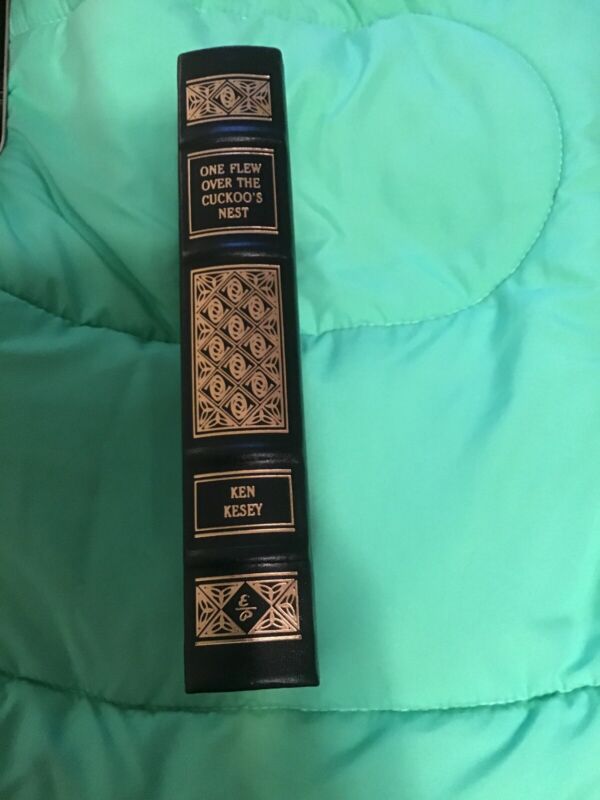 ONE FLEW
OVER THE
CUCKOO'S
NEST
KEN
KESEY
E
P